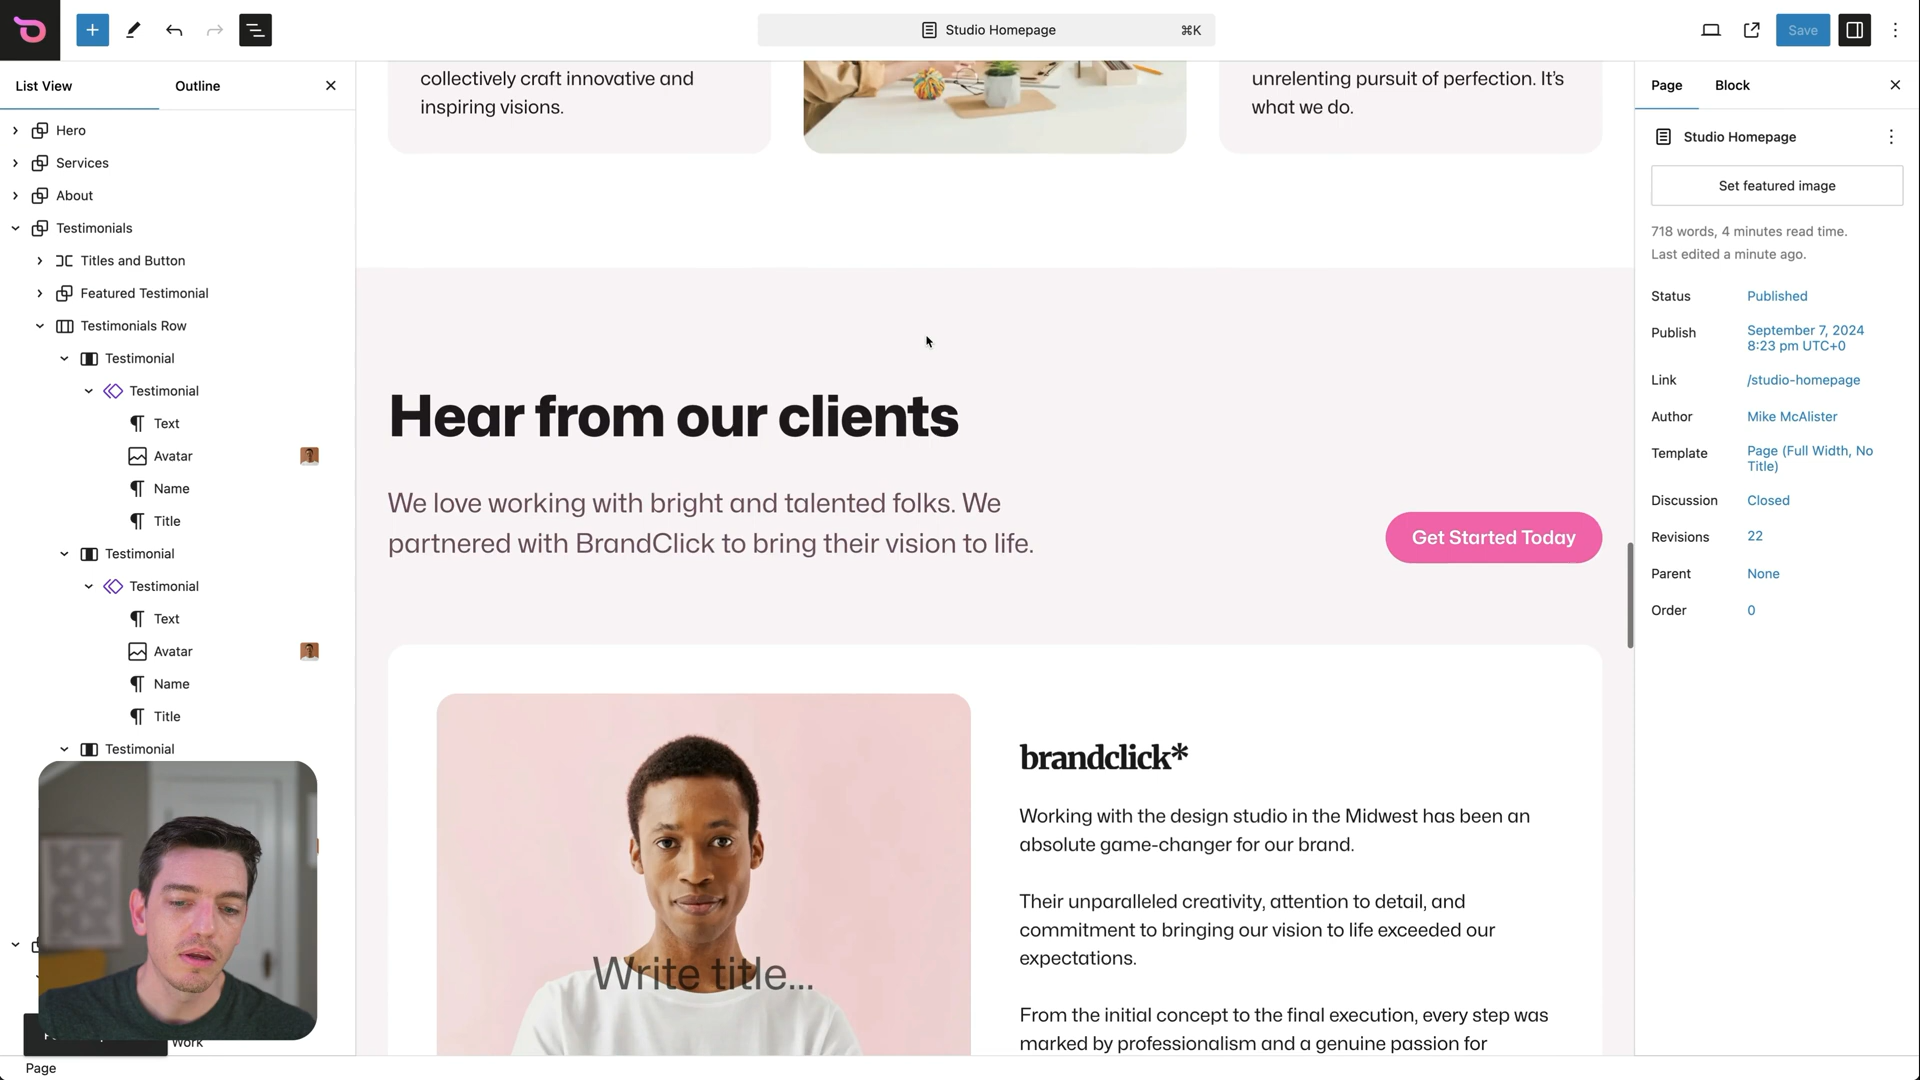 Studio Homepage
⌘K
Save
List View
Outline
Hero
Services
About
Testimonials
Titles and Button
Featured Testimonial
Testimonials Row
Testimonial
Testimonial
Text
Avatar
Name
Title
Testimonial
Testimonial
Text
Avatar
Name
Title
Testimonial
Work
Page
collectively craft innovative and
inspiring visions.
unrelenting pursuit of perfection. It’s
what we do.
Hear from our clients
We love working with bright and talented folks. We
partnered with BrandClick to bring their vision to life.
Get Started Today
Write title...
brandclick*
Working with the design studio in the Midwest has been an
absolute game-changer for our brand.
Their unparalleled creativity, attention to detail, and
commitment to bringing our vision to life exceeded our
expectations.
From the initial concept to the final execution, every step was
marked by professionalism and a genuine passion for
Page
Block
Studio Homepage
Set featured image
718 words, 4 minutes read time.
Last edited a minute ago.
Status
Published
Publish
September 7, 2024
8:23 pm UTC+0
Link
/studio-homepage
Author
Mike McAlister
Template
Page (Full Width, No
Title)
Discussion
Closed
Revisions
22
Parent
None
Order
0